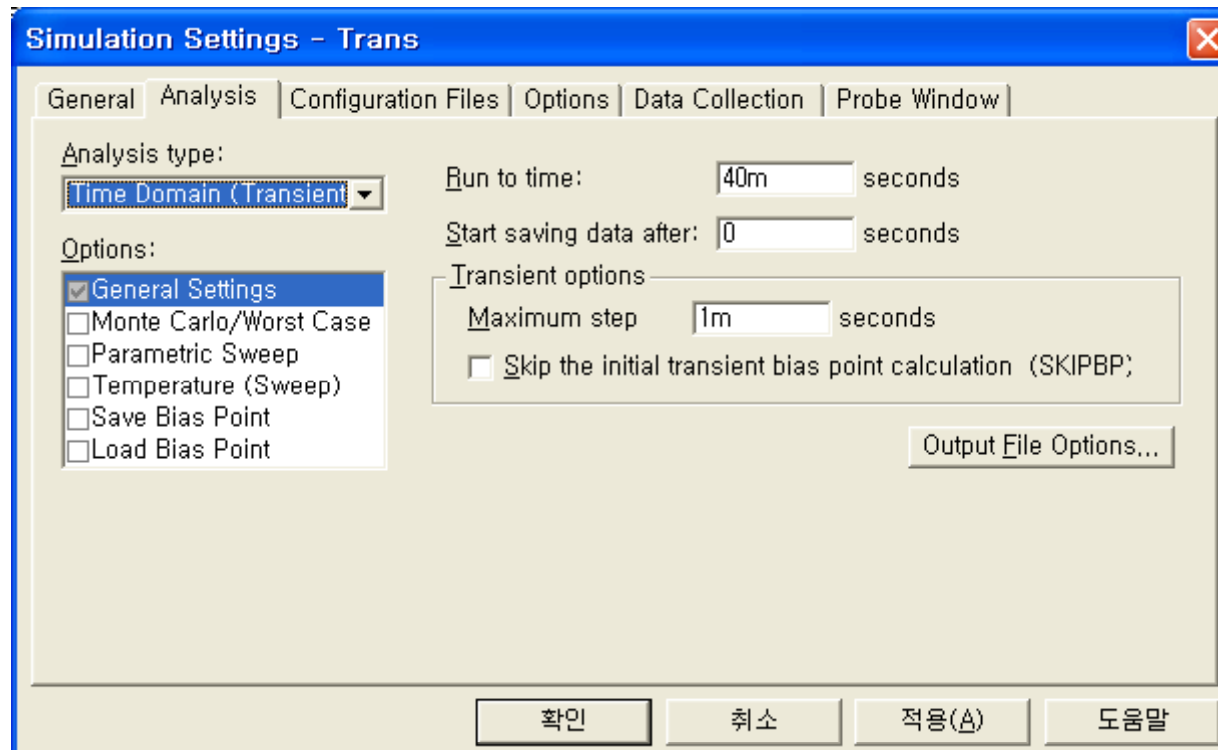 Simulation Settings - Trans
General Analysis Configuration Files Options Data Collection Probe Window
Analysis type:
Time Domain (Transient
Options:
General Settings
Monte Carlo/Worst Case
Parametric Sweep
Temperature (Sweep)
Save Bias Point
Load Bias Point
Run to time: 40m seconds
Start saving data after: 0 seconds
Transient options
Maximum step 1m seconds
Skip the initial transient bias point calculation (SKIPBP)
Output File Options...
확인 취소 적용(A) 도움말